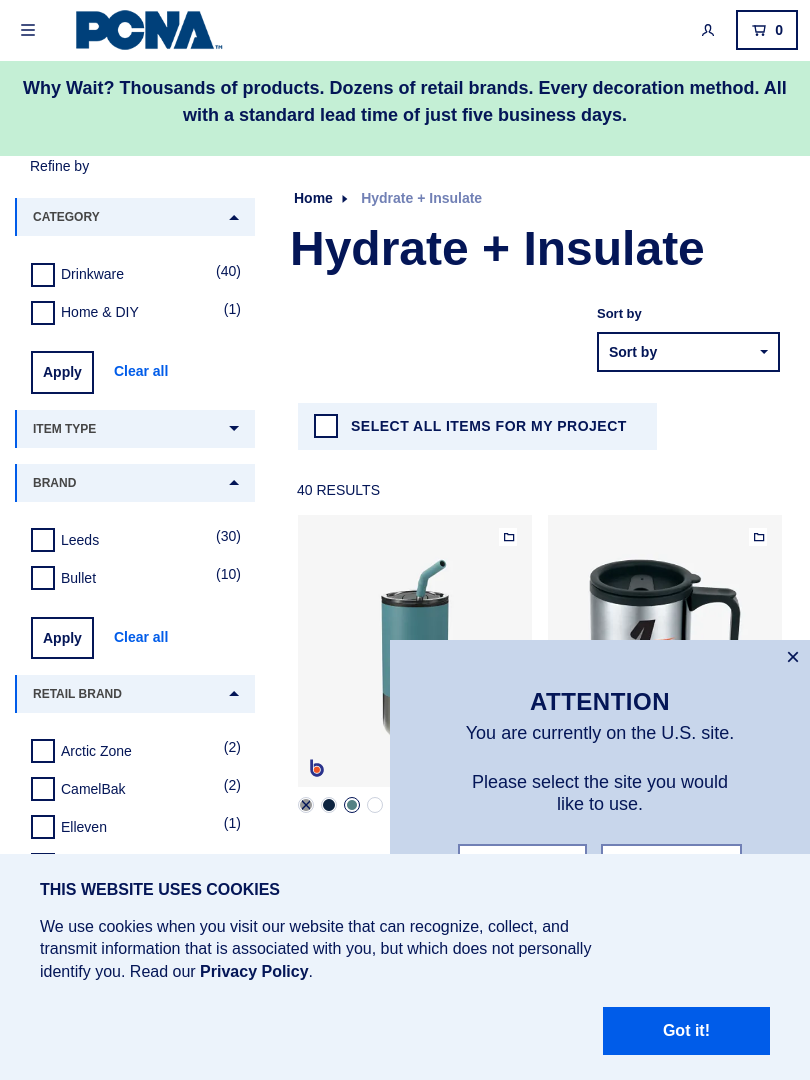 PCNA™
0
Why Wait? Thousands of products. Dozens of retail brands. Every decoration method. All
with a standard lead time of just five business days.
Refine by
CATEGORY
Drinkware (40)
Home & DIY (1)
Apply Clear all
ITEM TYPE
BRAND
Leeds (30)
Bullet (10)
Apply Clear all
RETAIL BRAND
Arctic Zone (2)
CamelBak (2)
Elleven (1)
Home Hydrate + Insulate
Hydrate + Insulate
Sort by
Sort by
SELECT ALL ITEMS FOR MY PROJECT
40 RESULTS
b
ATTENTION
You are currently on the U.S. site.
Please select the site you would
like to use.
THIS WEBSITE USES COOKIES
We use cookies when you visit our website that can recognize, collect, and
transmit information that is associated with you, but which does not personally
identify you. Read our Privacy Policy.
Got it!